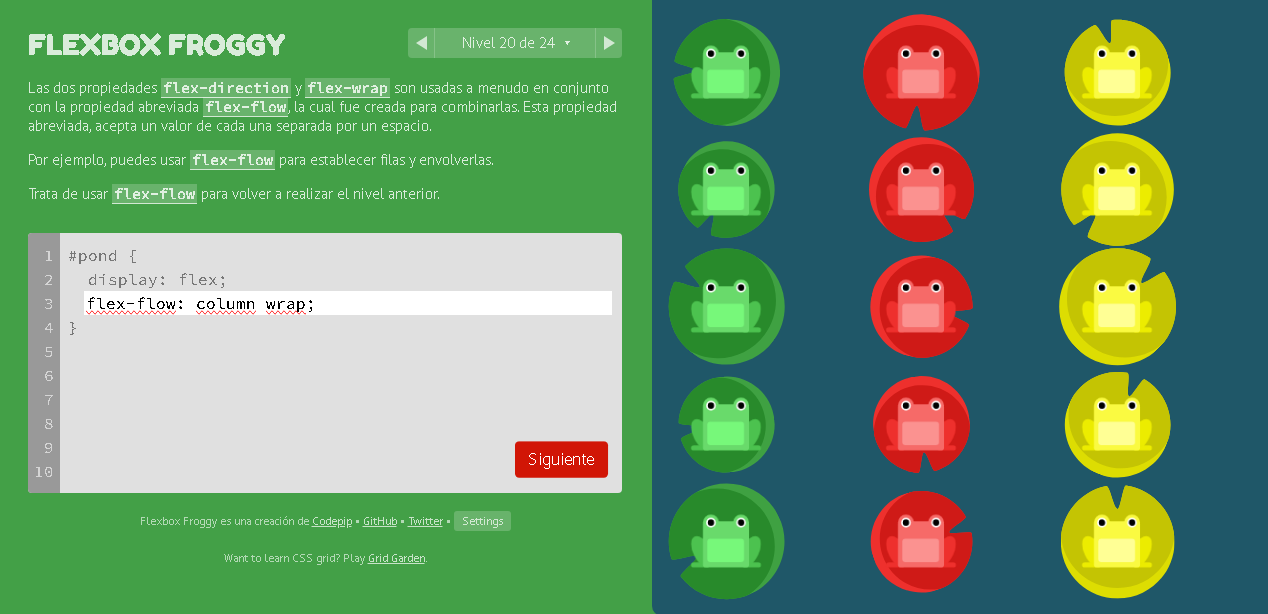 FLEXBOX FROGGY
Nivel 20 de 24
Las dos propiedades flex-direction y flex-wrap son usadas a menudo en conjunto
con la propiedad abreviada flex-flow, la cual fue creada para combinarlas. Esta propiedad
abreviada, acepta un valor de cada una separada por un espacio.
Por ejemplo, puedes usar flex-flow para establecer filas y envolverlas.
Trata de usar flex-flow para volver a realizar el nivel anterior.
1 #pond {
2 display: flex;
3 flex-flow: column wrap;
4 }
5
6
7
8
9
10
Siguiente
Flexbox Froggy es una creación de Codepip • GitHub • Twitter • Settings
Want to learn CSS grid? Play Grid Garden.